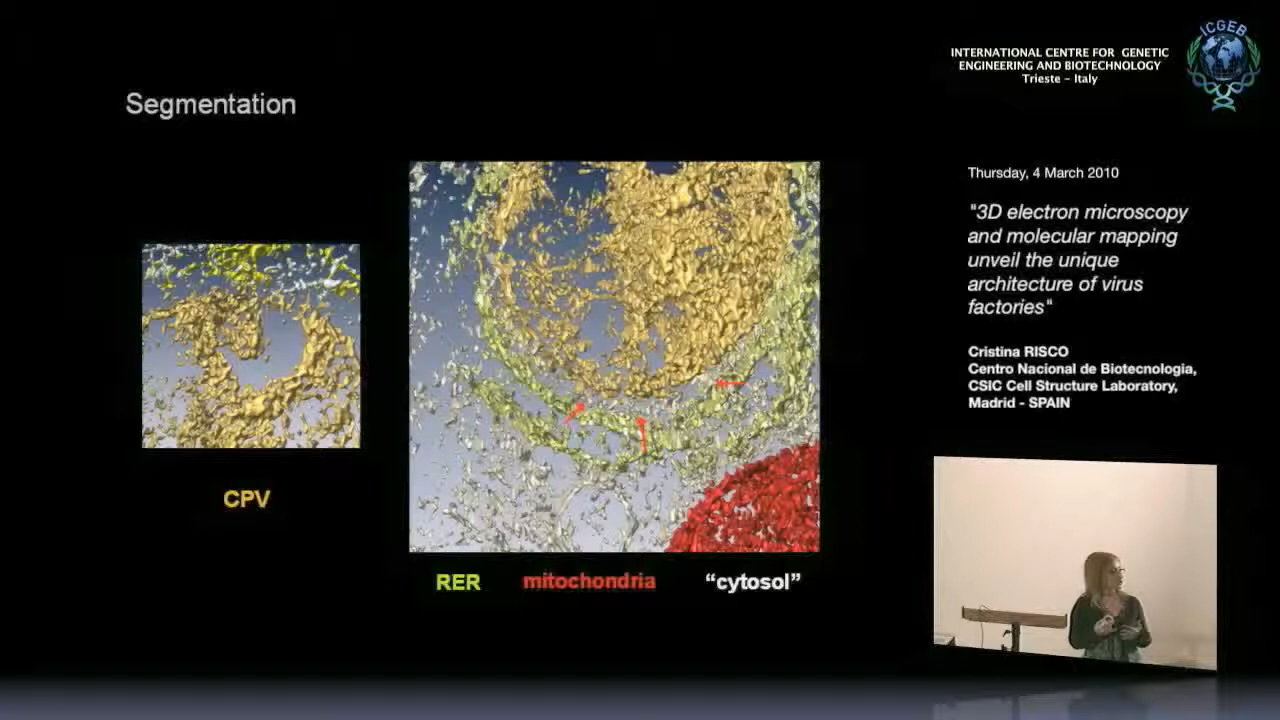 ICGEB
INTERNATIONAL CENTRE FOR GENETIC
ENGINEERING AND BIOTECHNOLOGY
Trieste - Italy
Segmentation
Thursday, 4 March 2010
"3D electron microscopy
and molecular mapping
unveil the unique
architecture of virus
factories"
Cristina RISCO
Centro Nacional de Biotecnologia,
CSIC Cell Structure Laboratory,
Madrid - SPAIN
CPV
RER mitochondria “cytosol”